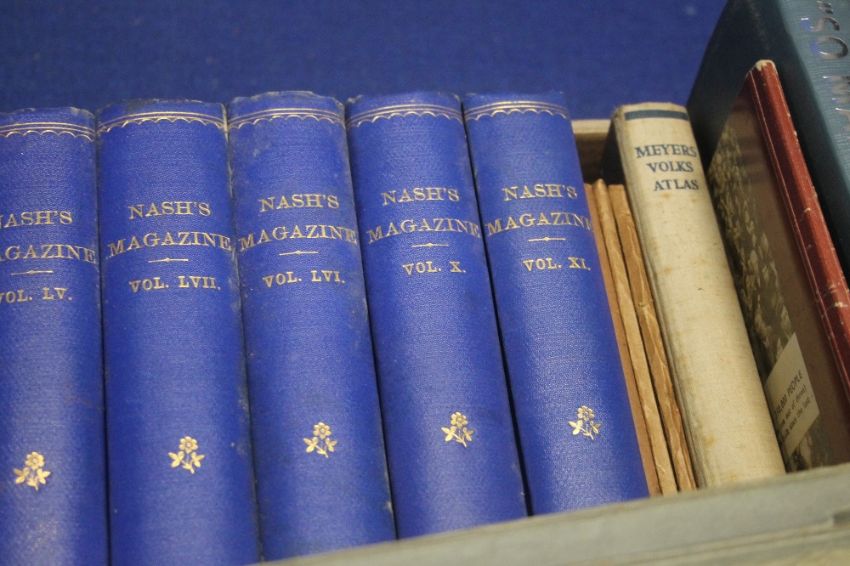 NASH'S
MAGAZINE
VOL. LV.
NASH'S
MAGAZINE
VOL. LVII.
NASH'S
MAGAZINE
VOL. LVI.
NASH'S
MAGAZINE
VOL. X.
NASH'S
MAGAZINE
VOL. XI.
MEYERS
VOLKS
ATLAS
PEOPLE